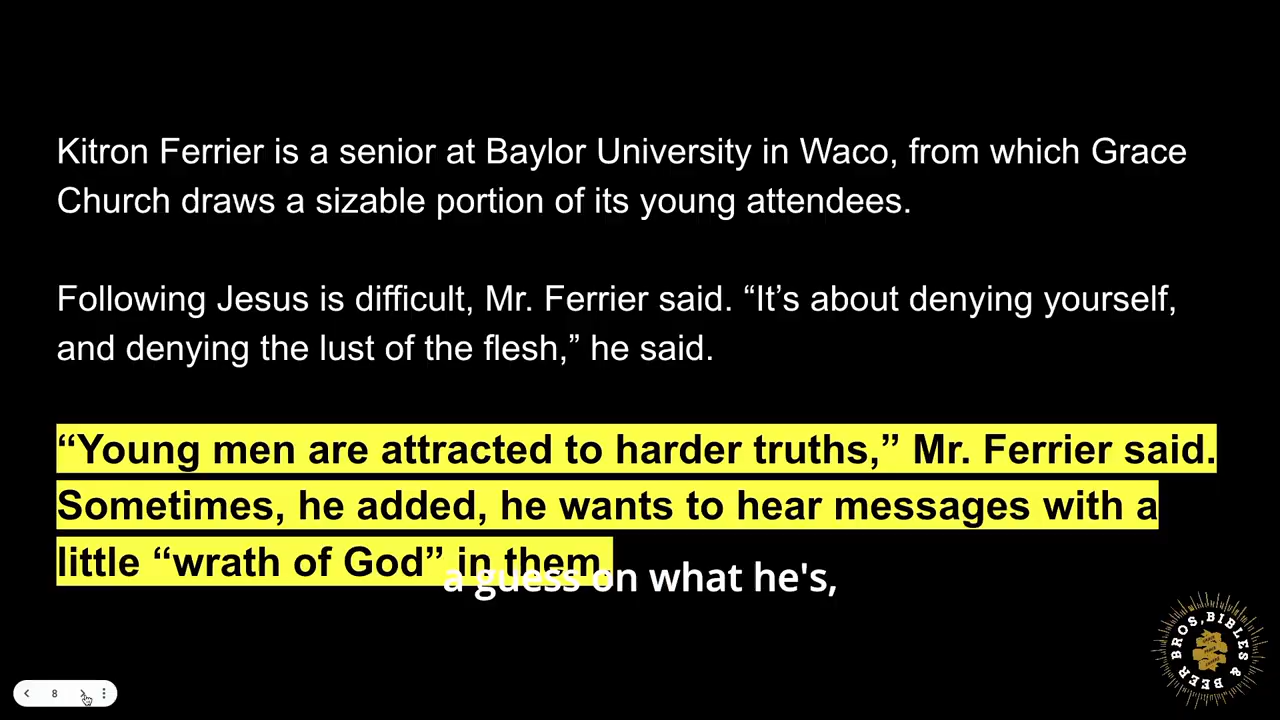 Kitron Ferrier is a senior at Baylor University in Waco, from which Grace
Church draws a sizable portion of its young attendees.
Following Jesus is difficult, Mr. Ferrier said. “It’s about denying yourself,
and denying the lust of the flesh,” he said.
“Young men are attracted to harder truths,” Mr. Ferrier said.
Sometimes, he added, he wants to hear messages with a
little “wrath of God” in them.
a guess on what he's,
BROS, BIBLES & BEER
8